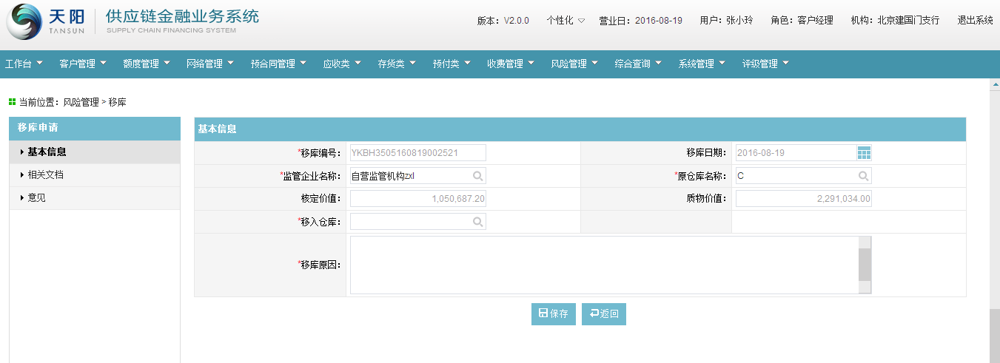 天阳 TANSUN 供应链金融业务系统 SUPPLY CHAIN FINANCING SYSTEM
版本：V2.0.0 个性化 营业日：2016-08-19 用户：张小玲 角色：客户经理 机构：北京建国门支行 退出系统
工作台 客户管理 额度管理 网络管理 预合同管理 应收类 存货类 预付类 收费管理 风险管理 综合查询 系统管理 评级管理
当前位置：风险管理 > 移库
移库申请
基本信息
相关文档
意见
基本信息
*移库编号： YKBH3505160819002521 移库日期： 2016-08-19
*监管企业名称： 自营监管机构zxl *原仓库名称： C
核定价值： 1,050,687.20 质物价值： 2,291,034.00
*移入仓库：
*移库原因：
保存 返回